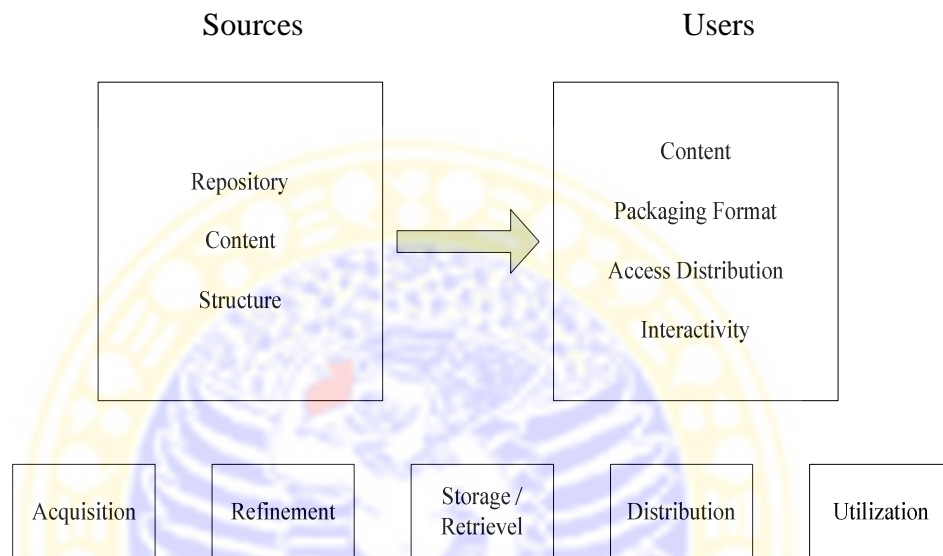 Sources
Users
Repository
Content
Structure
Content
Packaging Format
Access Distribution
Interactivity
Acquisition
Refinement
Storage /
Retrievel
Distribution
Utilization